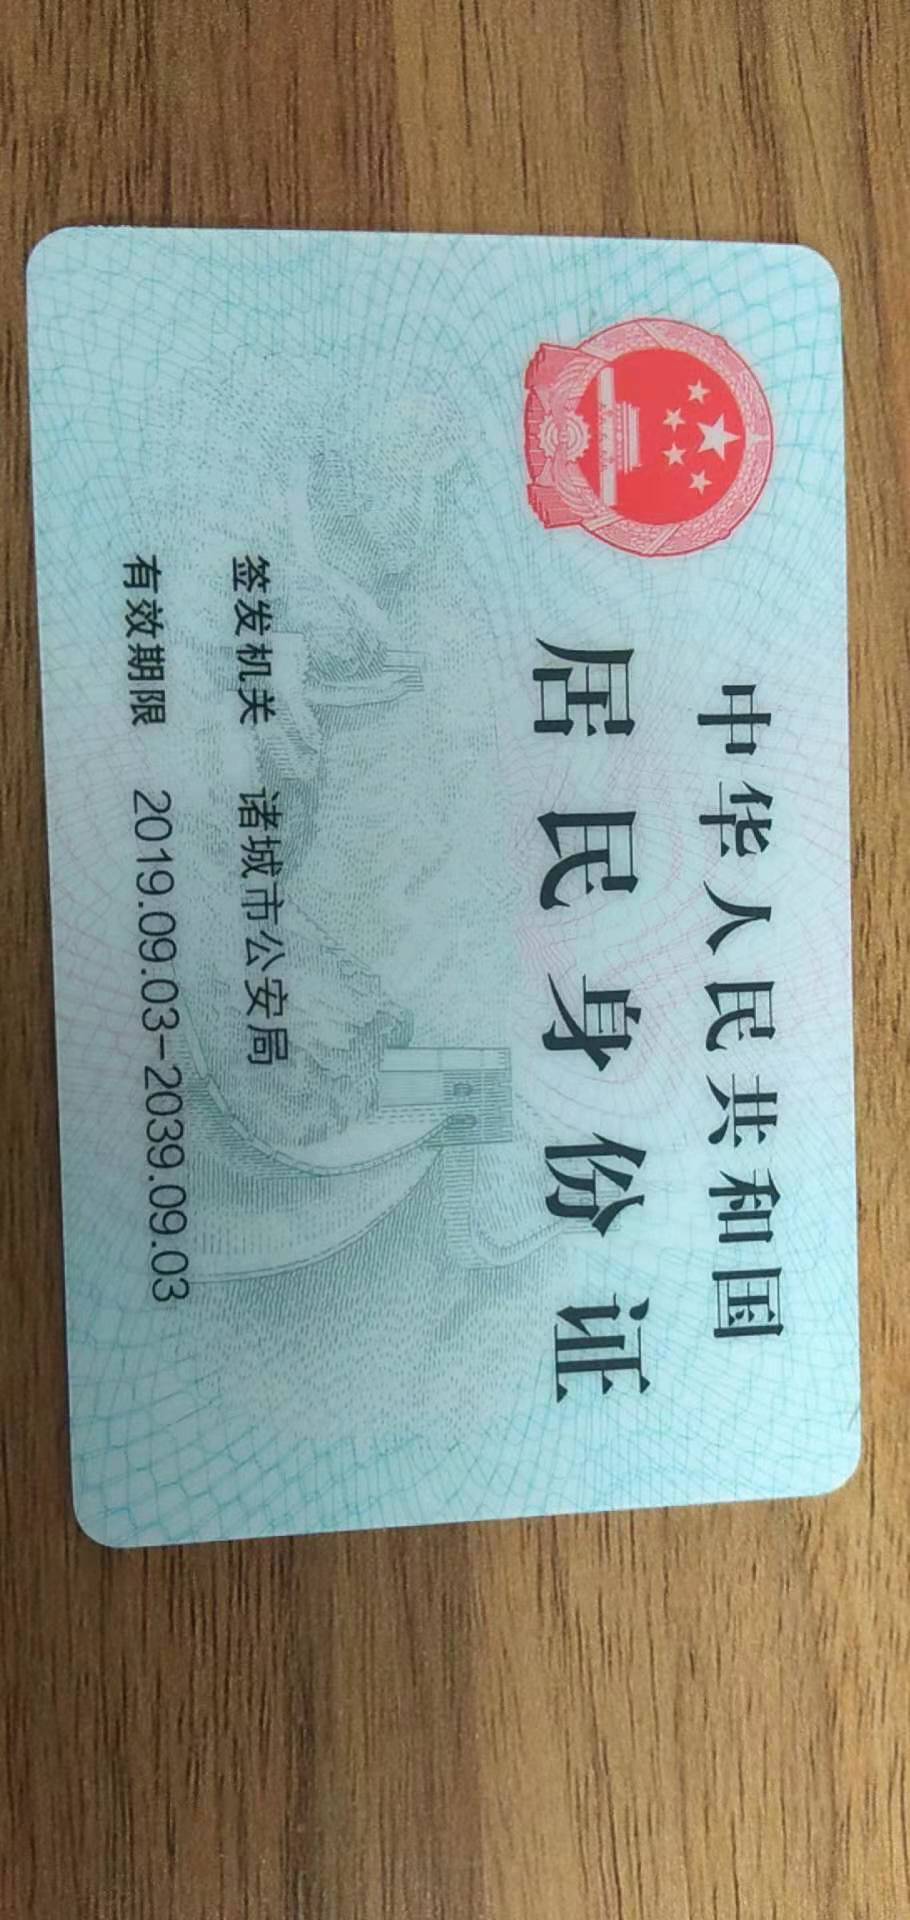 中华人民共和国
居民身份证
签发机关 诸城市公安局
有效期限 2019.09.03-2039.09.03